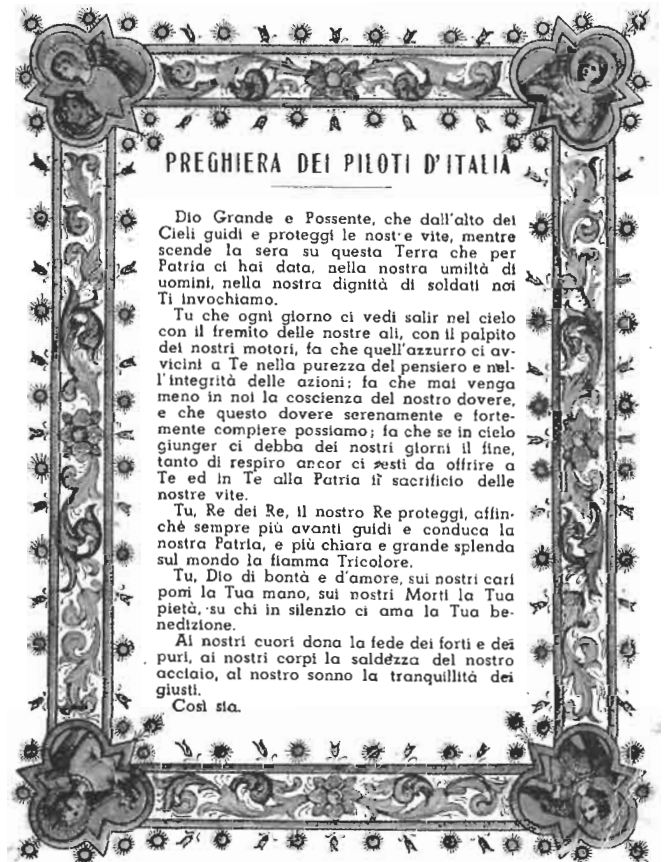 PREGHIERA DEI PILOTI D'ITALIA
Dio Grande e Possente, che dall'alto dei
Cieli guidi e proteggi le nost·e vite, mentre
scende la sera su questa Terra che per
Patria ci hai data, nella nostra umiltà di
uomini, nella nostra dignità di soldati noi
Ti invochiamo.
Tu che ogni giorno ci vedi salir nel cielo
con il fremito delle nostre ali, con il palpito
dei nostri motori, fa che quell'azzurro ci av-
vicini a Te nella purezza del pensiero e nel-
l'integrità delle azioni; fa che mai venga
meno in noi la coscienza del nostro dovere,
e che questo dovere serenamente e forte-
mente compiere possiamo; fa che se in cielo
giunger ci debba dei nostri giorni il fine,
tanto di respiro ancor ci resti da offrire a
Te ed in Te alla Patria il sacrificio delle
nostre vite.
Tu, Re dei Re, il nostro Re proteggi, affin-
ché sempre più avanti guidi e conduca la
nostra Patria, e più chiara e grande splenda
sul mondo la fiamma Tricolore.
Tu, Dio di bontà e d'amore, sui nostri cari
poni la Tua mano, sui nostri Morti la Tua
pietà, su chi in silenzio ci ama la Tua be-
nedizione.
Ai nostri cuori dona la fede dei forti e dei
puri, ai nostri corpi la saldezza del nostro
acciaio, al nostro sonno la tranquillità dei
giusti.
Così sia.